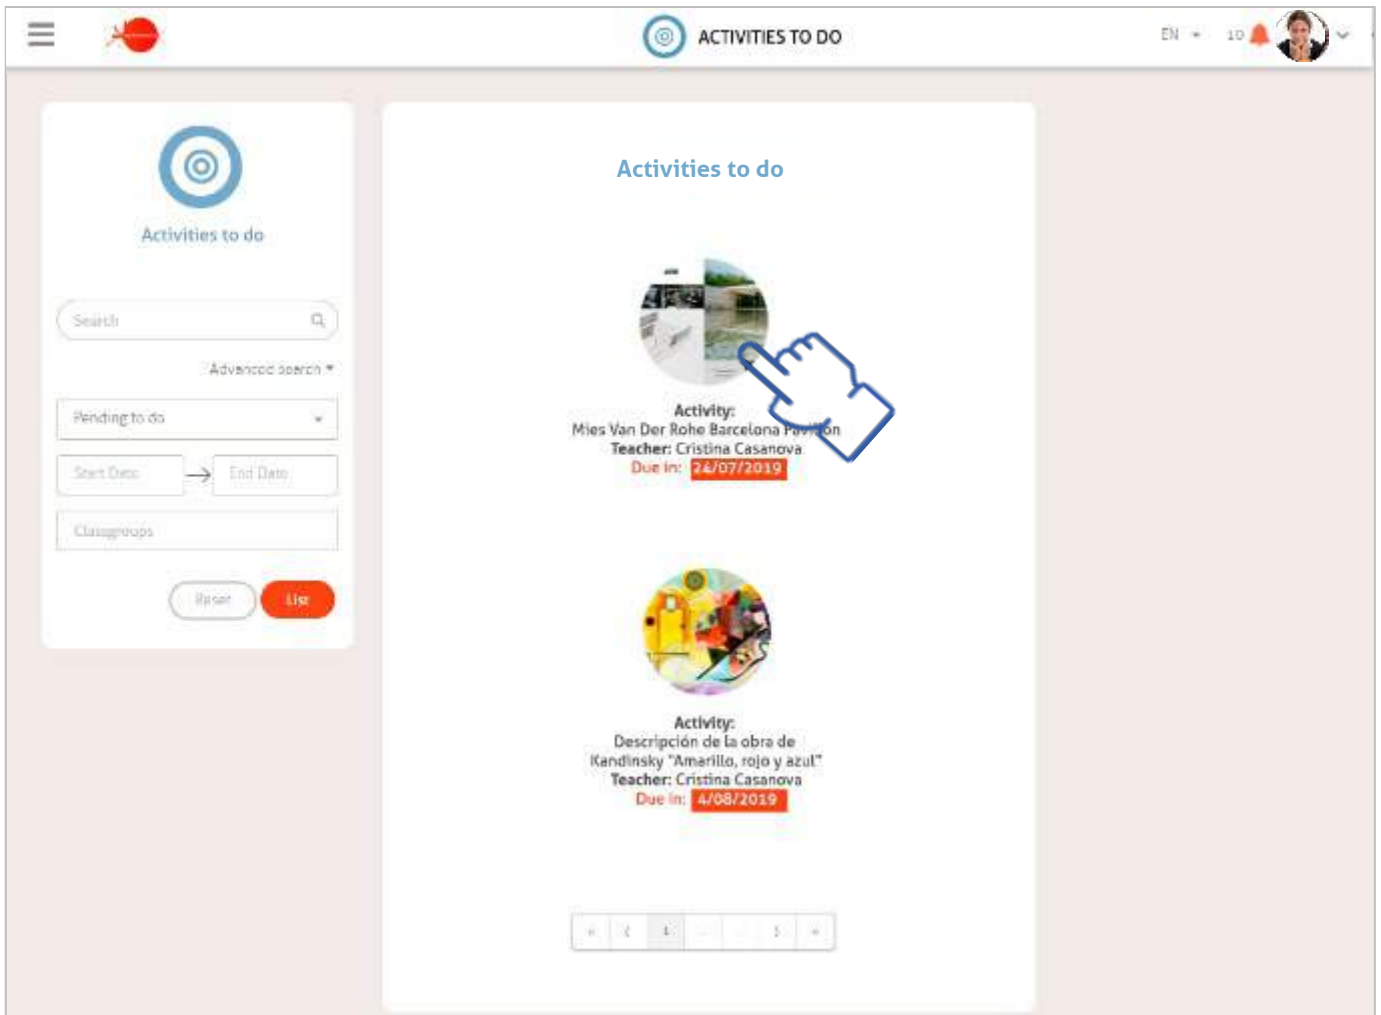 ACTIVITIES TO DO
EN
10
Activities to do
Search
Advanced search
Pending to do
Start Date
End Date
Classgroups
Reset
List
Activities to do
Activity:
Mies Van Der Rohe Barcelona Pavillion
Teacher: Cristina Casanova
Due in: 24/07/2019
Activity:
Descripción de la obra de
Kandinsky "Amarillo, rojo y azul"
Teacher: Cristina Casanova
Due in: 4/08/2019
« ‹ 1 › »